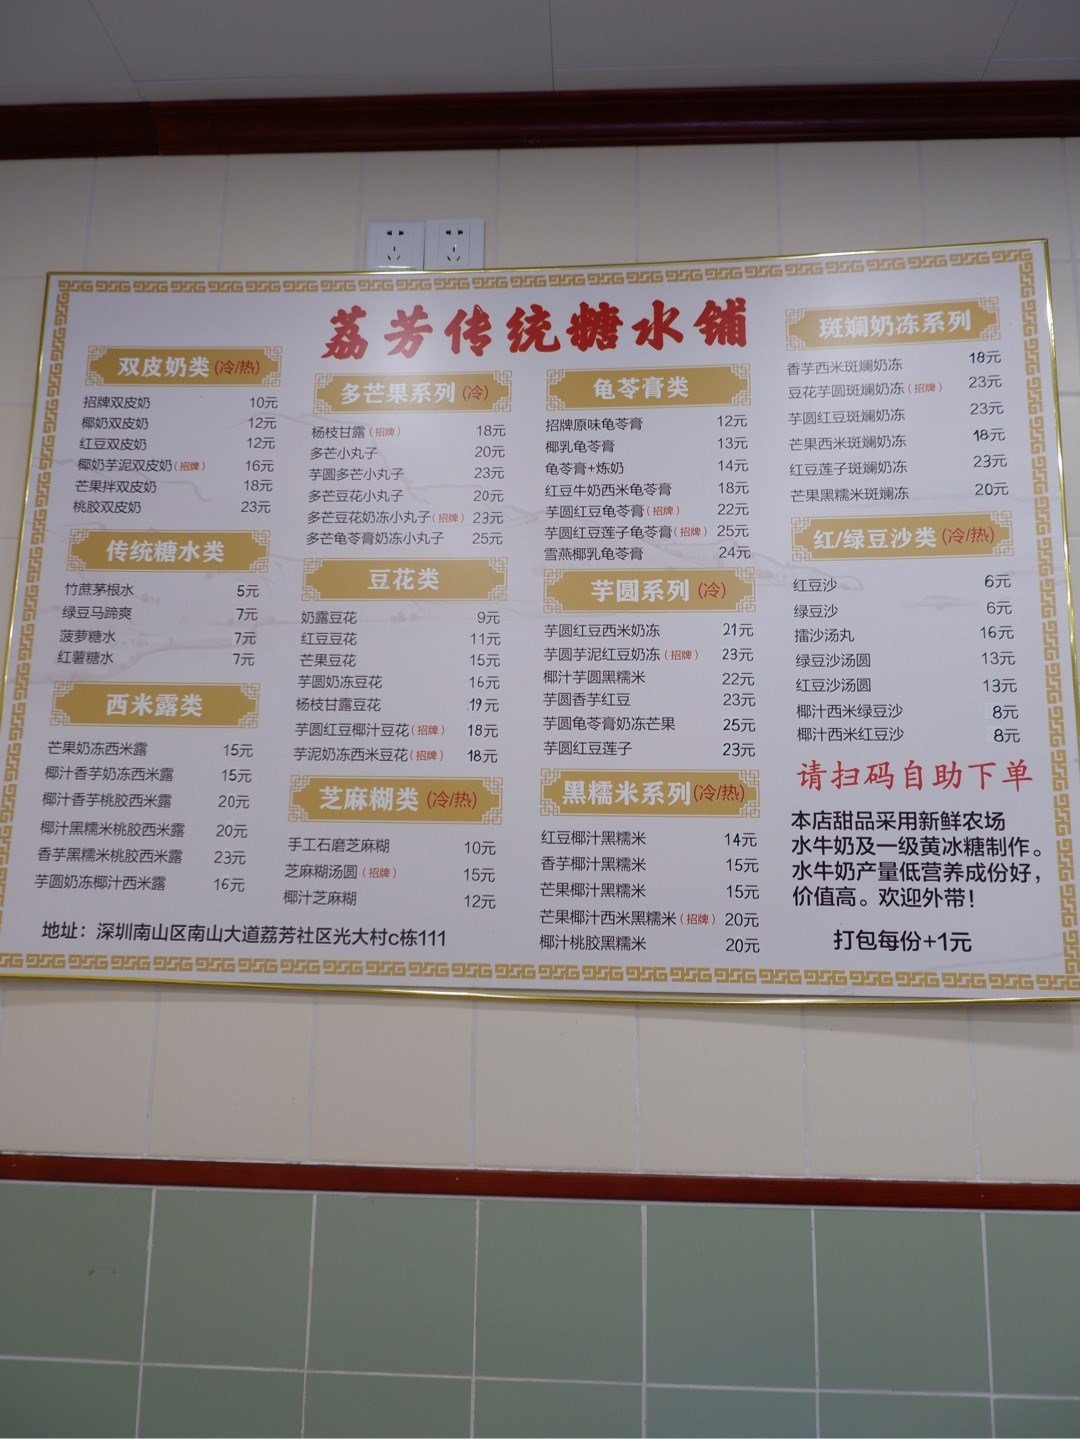 荔芳传统糖水铺
双皮奶类(冷/热)
招牌双皮奶 10元
椰奶双皮奶 12元
红豆双皮奶 12元
椰奶芋泥双皮奶(招牌) 16元
芒果拌双皮奶 18元
桃胶双皮奶 23元
传统糖水类
竹蔗茅根水 5元
绿豆马蹄爽 7元
菠萝糖水 7元
红薯糖水 7元
西米露类
芒果奶冻西米露 15元
椰汁香芋奶冻西米露 15元
椰汁香芋桃胶西米露 20元
椰汁黑糯米桃胶西米露 20元
香芋黑糯米桃胶西米露 23元
芋圆奶冻椰汁西米露 16元
多芒果系列(冷)
杨枝甘露(招牌) 18元
多芒小丸子 20元
芋圆多芒小丸子 23元
多芒豆花小丸子 20元
多芒豆花奶冻小丸子(招牌) 23元
多芒龟苓膏奶冻小丸子 25元
豆花类
奶露豆花 9元
红豆豆花 11元
芒果豆花 15元
芋圆奶冻豆花 16元
杨枝甘露豆花 19元
芋圆红豆椰汁豆花(招牌) 18元
芋泥奶冻西米豆花(招牌) 18元
芝麻糊类(冷/热)
手工石磨芝麻糊 10元
芝麻糊汤圆(招牌) 15元
椰汁芝麻糊 12元
龟苓膏类
招牌原味龟苓膏 12元
椰乳龟苓膏 13元
龟苓膏+炼奶 14元
红豆牛奶西米龟苓膏 18元
芋圆红豆龟苓膏(招牌) 22元
芋圆红豆莲子龟苓膏(招牌) 25元
雪燕椰乳龟苓膏 24元
芋圆系列(冷)
芋圆红豆西米奶冻 21元
芋圆芋泥红豆奶冻(招牌) 23元
椰汁芋圆黑糯米 22元
芋圆香芋红豆 23元
芋圆龟苓膏奶冻芒果 25元
芋圆红豆莲子 23元
黑糯米系列(冷/热)
红豆椰汁黑糯米 14元
香芋椰汁黑糯米 15元
芒果椰汁黑糯米 15元
芒果椰汁西米黑糯米(招牌) 20元
椰汁桃胶黑糯米 20元
斑斓奶冻系列
香芋西米斑斓奶冻 18元
豆花芋圆斑斓奶冻(招牌) 23元
芋圆红豆斑斓奶冻 23元
芒果西米斑斓奶冻 18元
红豆莲子斑斓奶冻 23元
芒果黑糯米斑斓冻 20元
红/绿豆沙类(冷/热)
红豆沙 6元
绿豆沙 6元
擂沙汤丸 16元
绿豆沙汤圆 13元
红豆沙汤圆 13元
椰汁西米绿豆沙 8元
椰汁西米红豆沙 8元
请扫码自助下单
本店甜品采用新鲜农场
水牛奶及一级黄冰糖制作。
水牛奶产量低营养成份好，
价值高。欢迎外带！
打包每份+1元
地址：深圳南山区南山大道荔芳社区光大村c栋111